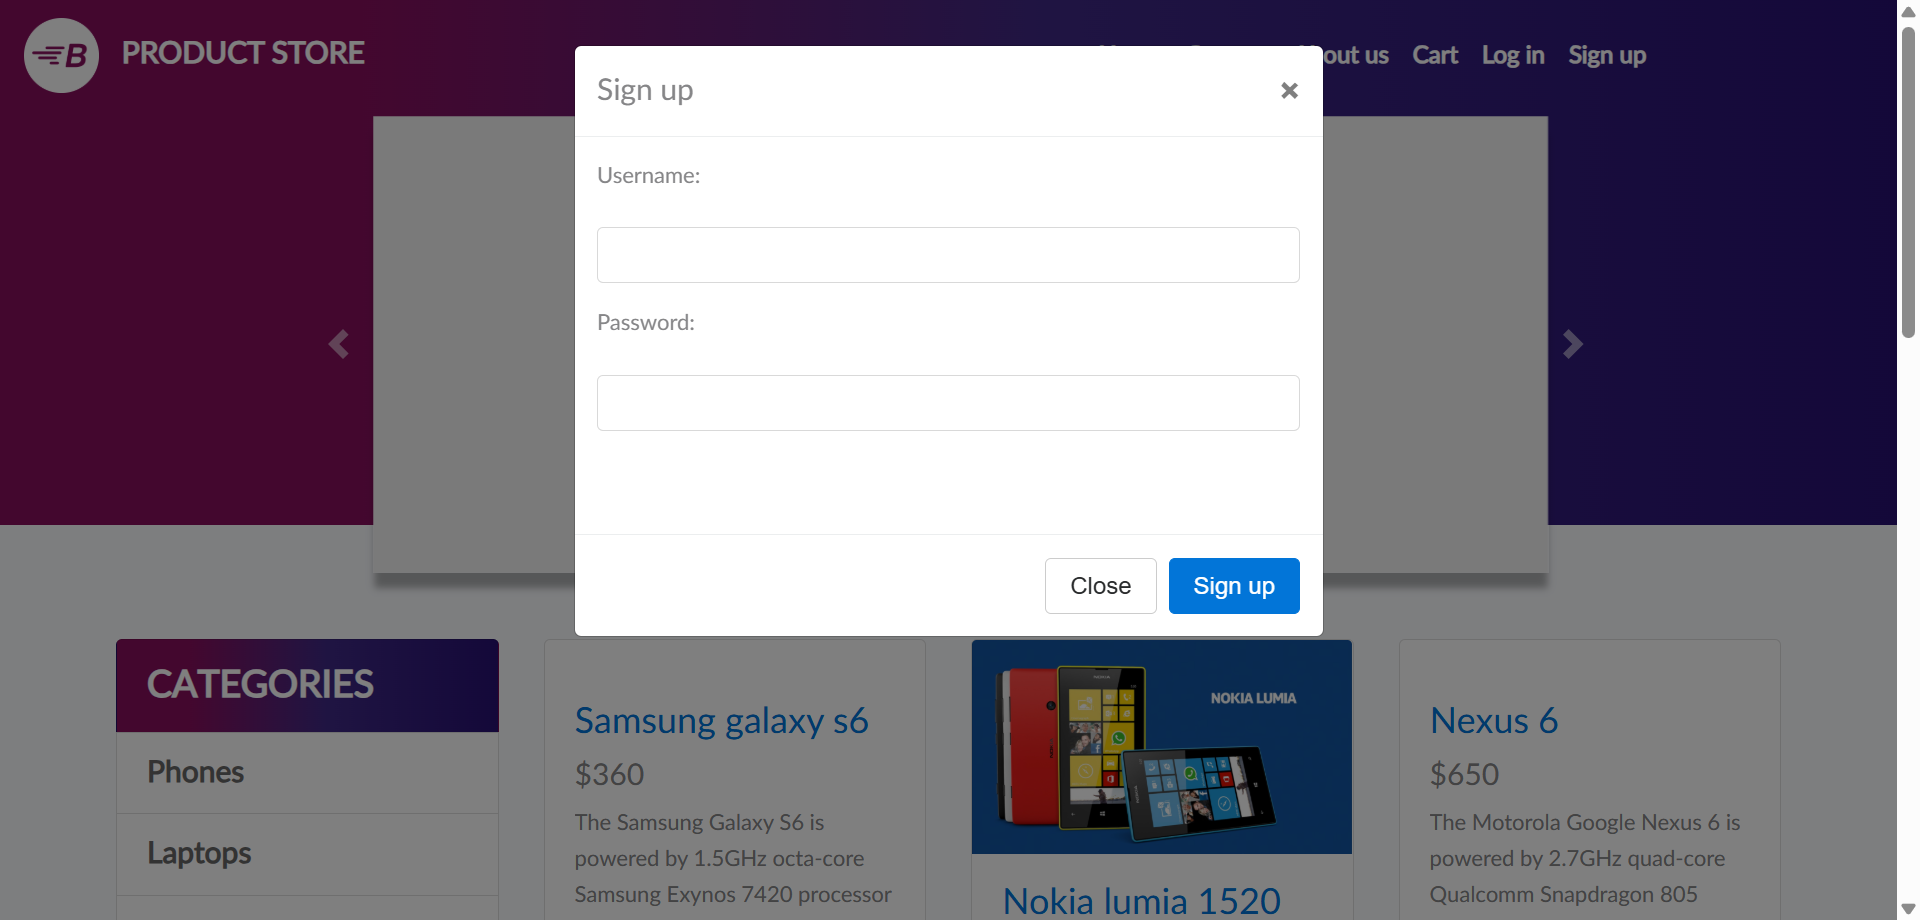 B PRODUCT STORE
out us Cart Log in Sign up
Sign up
Username:
Password:
Close Sign up
CATEGORIES
Phones
Laptops
Samsung galaxy s6
$360
The Samsung Galaxy S6 is
powered by 1.5GHz octa-core
Samsung Exynos 7420 processor
NOKIA LUMIA
Nokia lumia 1520
Nexus 6
$650
The Motorola Google Nexus 6 is
powered by 2.7GHz quad-core
Qualcomm Snapdragon 805